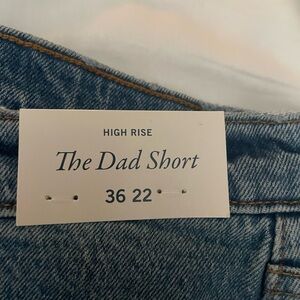 HIGH RISE
The Dad Short
36 22